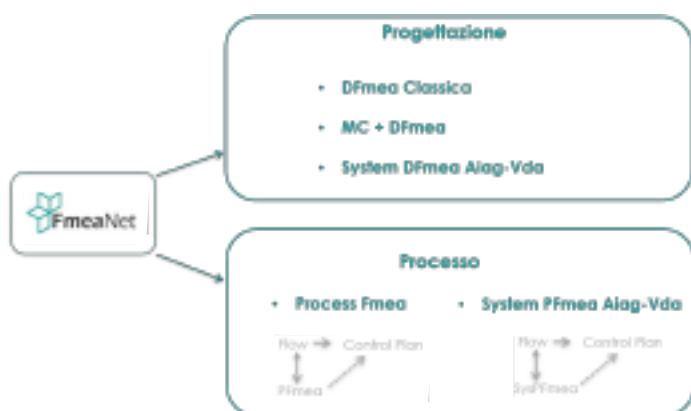 Progettazione
• DFmea Classica
• MC + DFmea
• System DFmea Aiag-Vda
FmeaNet
Processo
• Process Fmea • System PFmea Aiag-Vda
Flow Control Plan Flow Control Plan
PFmea SysPFmea